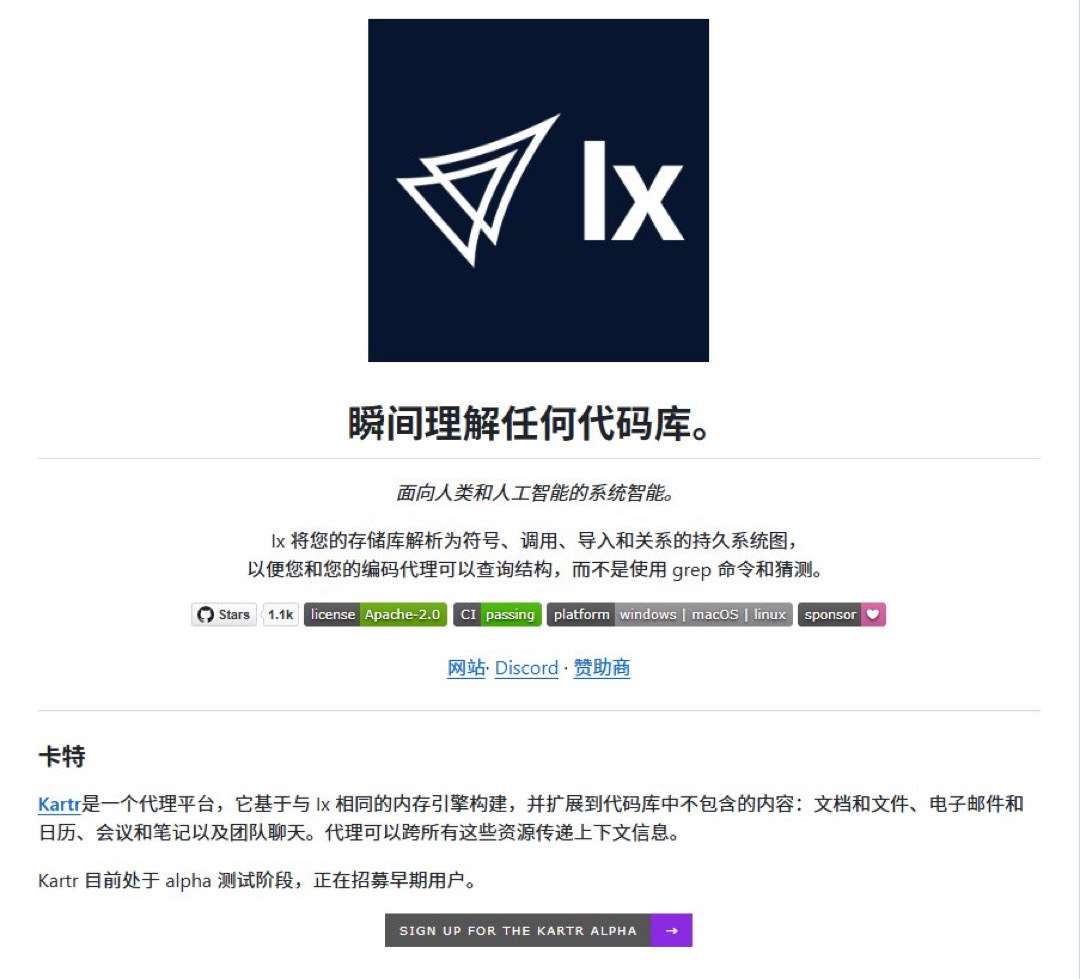 Ix
瞬间理解任何代码库。
面向人类和人工智能的系统智能。
Ix 将您的存储库解析为符号、调用、导入和关系的持久系统图，
以便您和您的编码代理可以查询结构，而不是使用 grep 命令和猜测。
Stars 1.1k license Apache-2.0 CI passing platform windows | macOS | linux sponsor
网站· Discord · 赞助商
卡特
Kartr是一个代理平台，它基于与 Ix 相同的内存引擎构建，并扩展到代码库中不包含的内容：文档和文件、电子邮件和
日历、会议和笔记以及团队聊天。代理可以跨所有这些资源传递上下文信息。
Kartr 目前处于 alpha 测试阶段，正在招募早期用户。
SIGN UP FOR THE KARTR ALPHA →